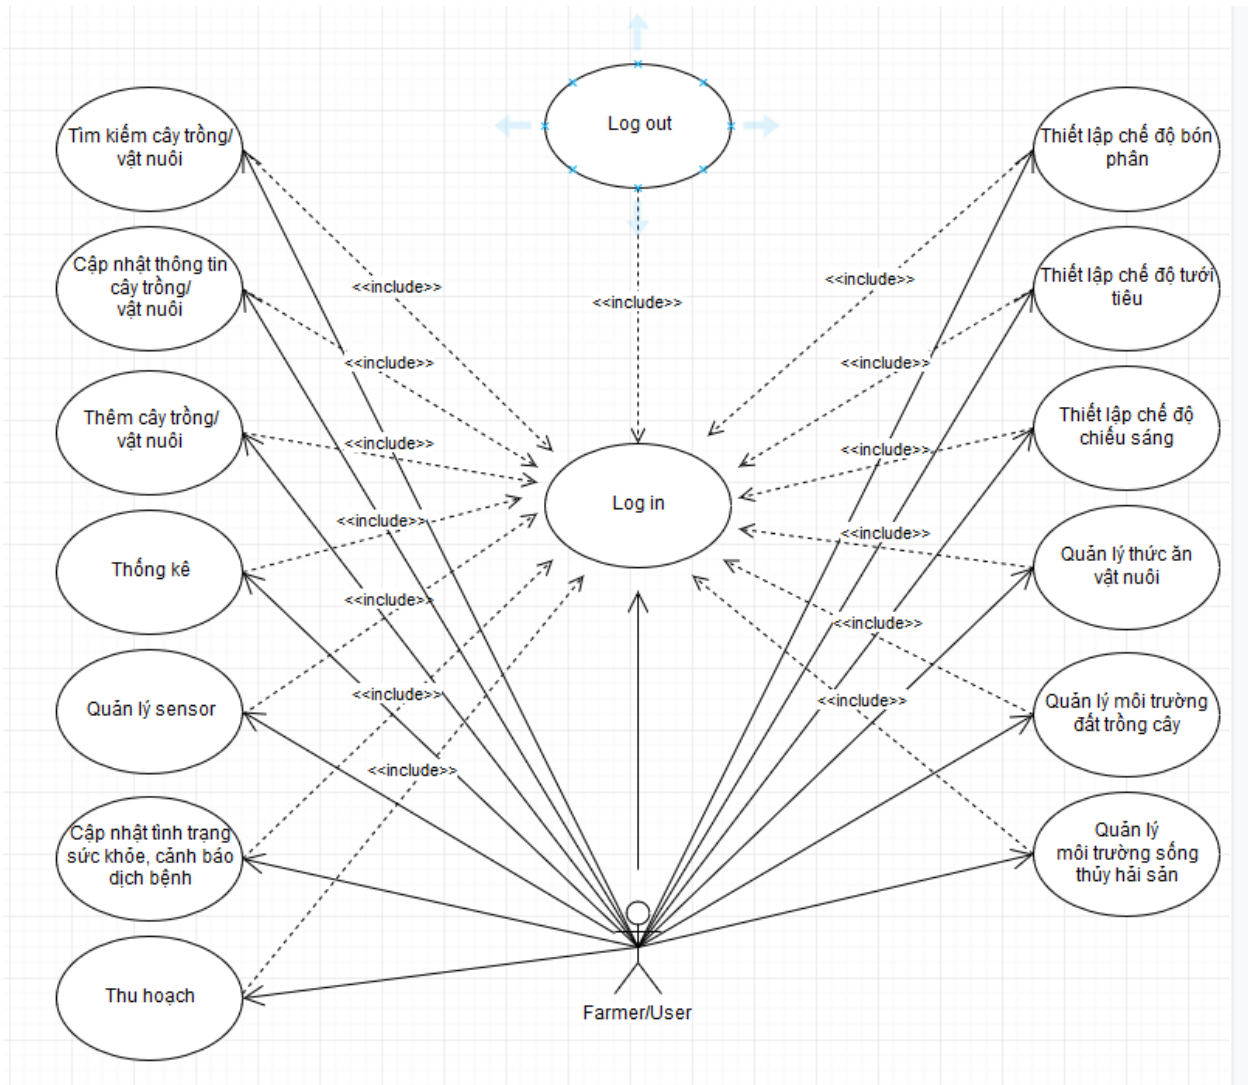 Log out
Tìm kiếm cây trồng/
vật nuôi
Thiết lập chế độ bón
phân
Cập nhật thông tin
cây trồng/
vật nuôi
Thiết lập chế độ tưới
tiêu
<<include>>
<<include>>
<<include>>
<<include>>
<<include>>
Thêm cây trồng/
vật nuôi
Thiết lập chế độ
chiếu sáng
<<include>>
<<include>>
Log in
<<include>>
<<include>>
Thống kê
Quản lý thức ăn
vật nuôi
<<include>>
<<include>>
Quản lý sensor
<<include>>
<<include>>
Quản lý môi trường
đất trồng cây
<<include>>
Cập nhật tình trạng
sức khỏe, cảnh báo
dịch bệnh
Quản lý
môi trường sống
thủy hải sản
Thu hoạch
Farmer/User